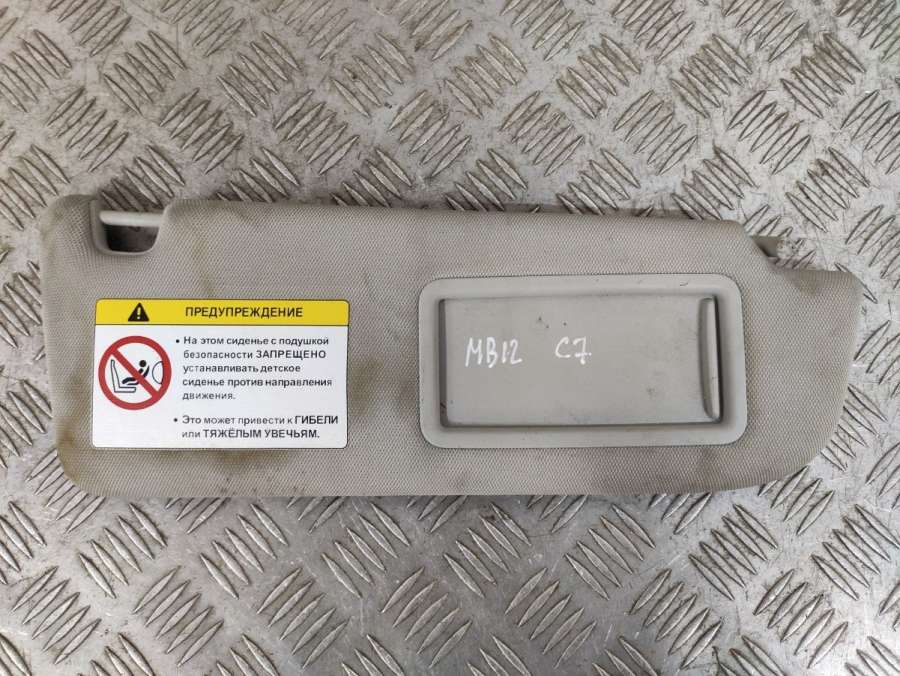 ПРЕДУПРЕЖДЕНИЕ
• На этом сиденье с подушкой
безопасности ЗАПРЕЩЕНО
устанавливать детское
сиденье против направления
движения.
• Это может привести к ГИБЕЛИ
или ТЯЖЁЛЫМ УВЕЧЬЯМ.
MB12 C7